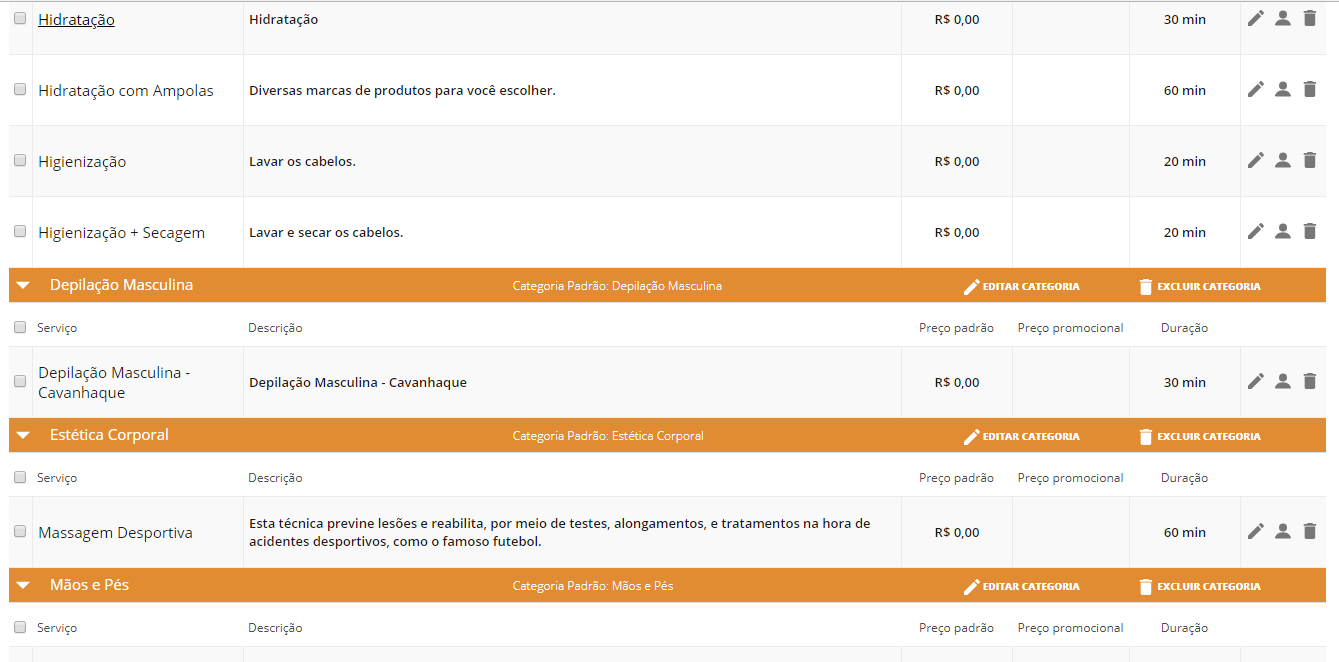 Hidratação Hidratação R$ 0,00 30 min
Hidratação com Ampolas Diversas marcas de produtos para você escolher. R$ 0,00 60 min
Higienização Lavar os cabelos. R$ 0,00 20 min
Higienização + Secagem Lavar e secar os cabelos. R$ 0,00 20 min
Depilação Masculina Categoria Padrão: Depilação Masculina EDITAR CATEGORIA EXCLUIR CATEGORIA
Serviço Descrição Preço padrão Preço promocional Duração
Depilação Masculina -
Cavanhaque
Depilação Masculina - Cavanhaque R$ 0,00 30 min
Estética Corporal Categoria Padrão: Estética Corporal EDITAR CATEGORIA EXCLUIR CATEGORIA
Serviço Descrição Preço padrão Preço promocional Duração
Massagem Desportiva
Esta técnica previne lesões e reabilita, por meio de testes, alongamentos, e tratamentos na hora de
acidentes desportivos, como o famoso futebol.
R$ 0,00 60 min
Mãos e Pés Categoria Padrão: Mãos e Pés EDITAR CATEGORIA EXCLUIR CATEGORIA
Serviço Descrição Preço padrão Preço promocional Duração